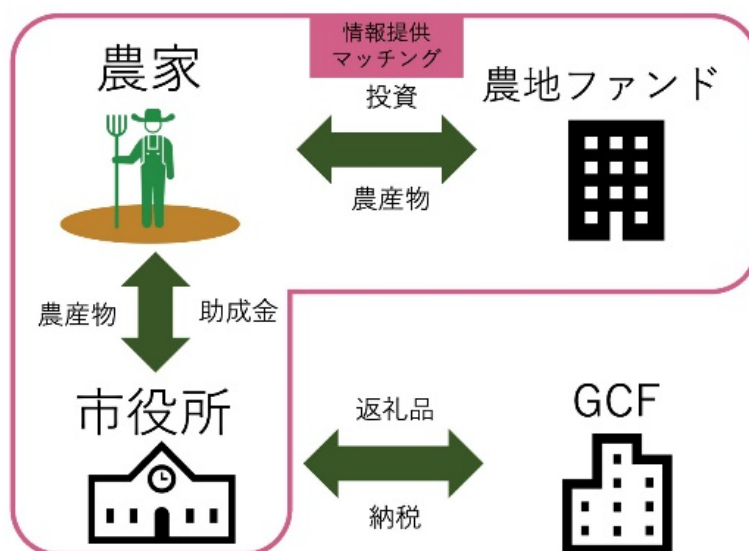 情報提供
マッチング
農家
農地ファンド
投資
農産物
農産物
助成金
市役所
GCF
返礼品
納税